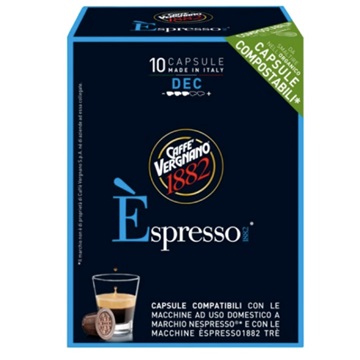 10 CAPSULE
MADE IN ITALY
DEC
CAPSULE
COMPOSTABILI*
CAFFÈ
VERGNANO
1882
Èspresso1882*
CAPSULE COMPATIBILI CON LE
MACCHINE AD USO DOMESTICO A
MARCHIO NESPRESSO®* E CON LE
MACCHINE ÈSPRESSO1882 TRÈ